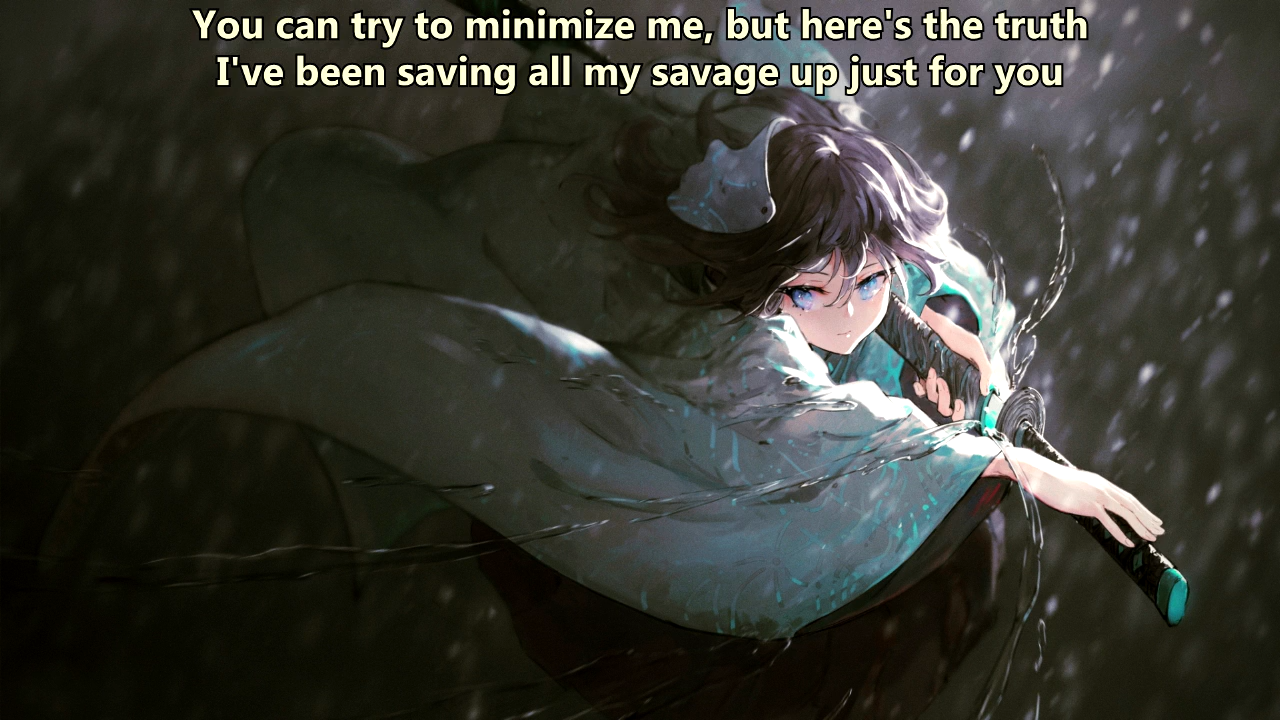 You can try to minimize me, but here's the truth
I've been saving all my savage up just for you